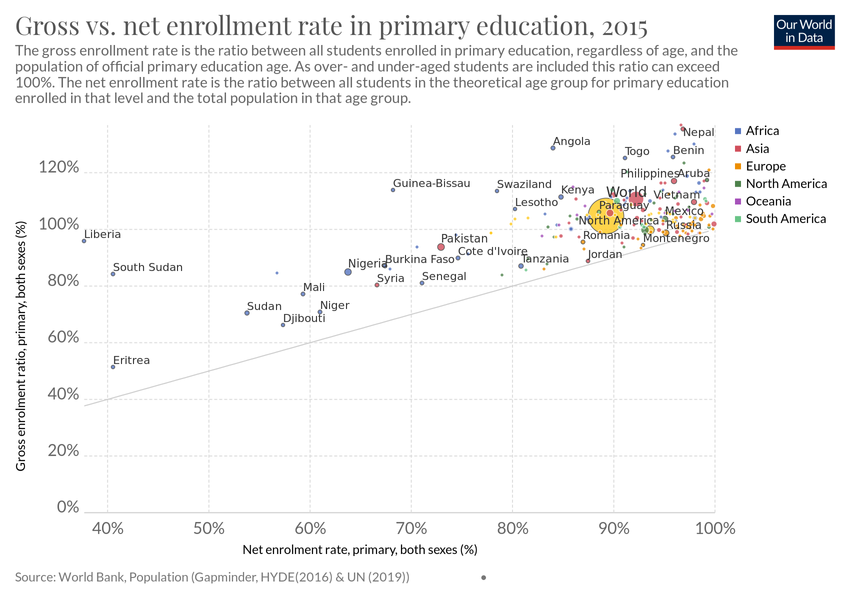 Gross vs. net enrollment rate in primary education, 2015
Our World
in Data
The gross enrollment rate is the ratio between all students enrolled in primary education, regardless of age, and the
population of official primary education age. As over- and under-aged students are included this ratio can exceed
100%. The net enrollment rate is the ratio between all students in the theoretical age group for primary education
enrolled in that level and the total population in that age group.
Africa
Asia
Europe
North America
Oceania
South America
Gross enrolment ratio, primary, both sexes (%)
120%
100%
80%
60%
40%
20%
0%
Nepal
Angola
Togo
Benin
Philippines
Aruba
Guinea-Bissau
Swaziland
Kenya
World
Vietnam
Lesotho
Paraguay
Mexico
North America
Russia
Liberia
Pakistan
Romania
Montenegro
Cote d'Ivoire
South Sudan
Nigeria
Burkina Faso
Tanzania
Jordan
Syria
Senegal
Mali
Sudan
Niger
Djibouti
Eritrea
40%
50%
60%
70%
80%
90%
100%
Net enrolment rate, primary, both sexes (%)
Source: World Bank, Population (Gapminder, HYDE(2016) & UN (2019))